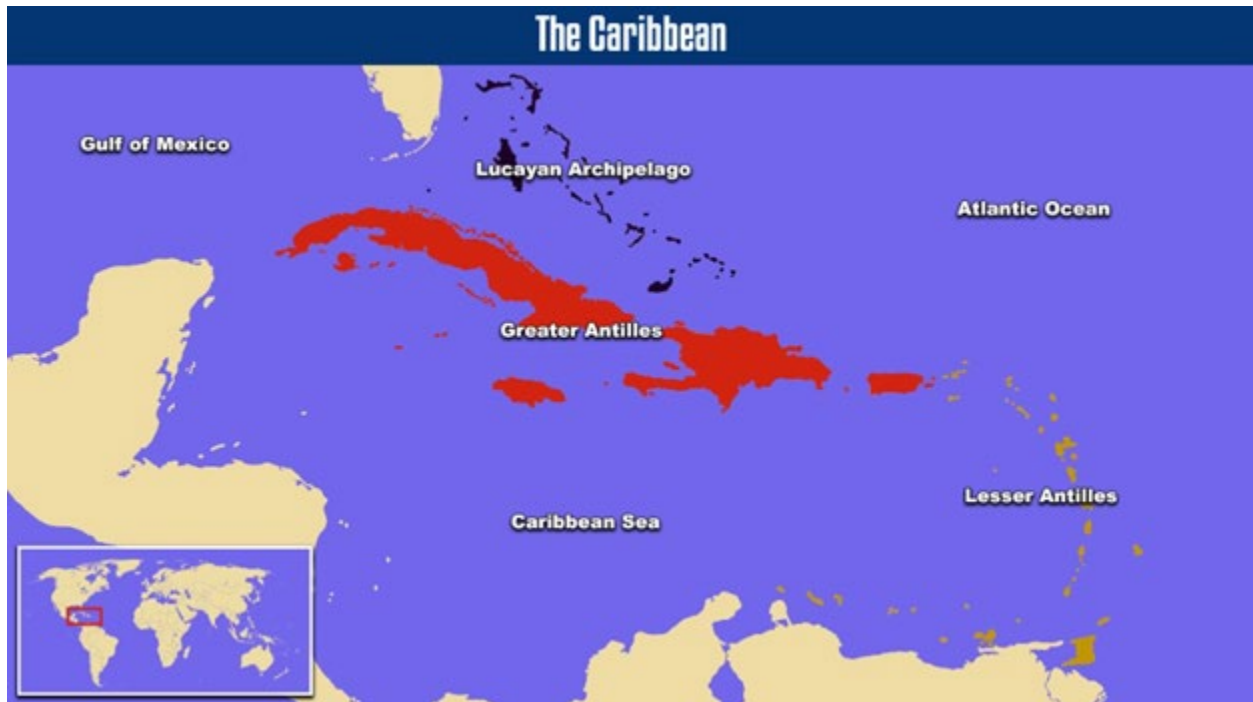 The Caribbean
Gulf of Mexico
Lucayan Archipelago
Atlantic Ocean
Greater Antilles
Lesser Antilles
Caribbean Sea